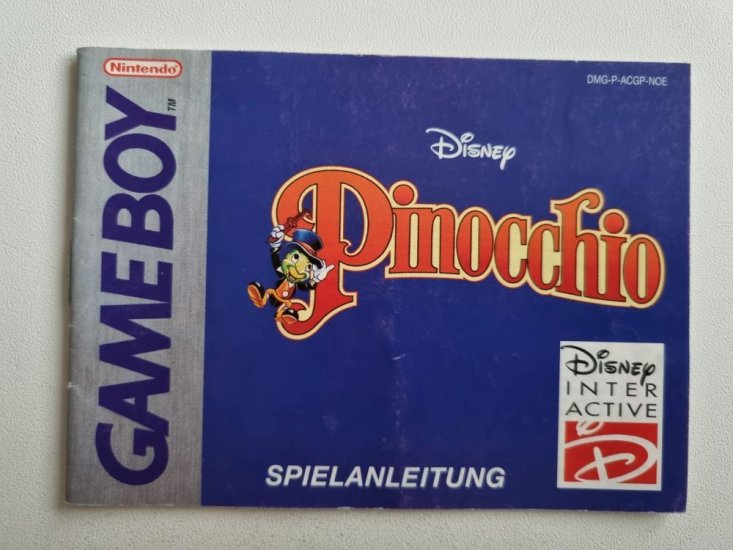 Nintendo
GAME BOY™
DMG-P-ACGP-NOE
Disney
Pinocchio
Disney
INTER
ACTIVE
D
SPIELANLEITUNG